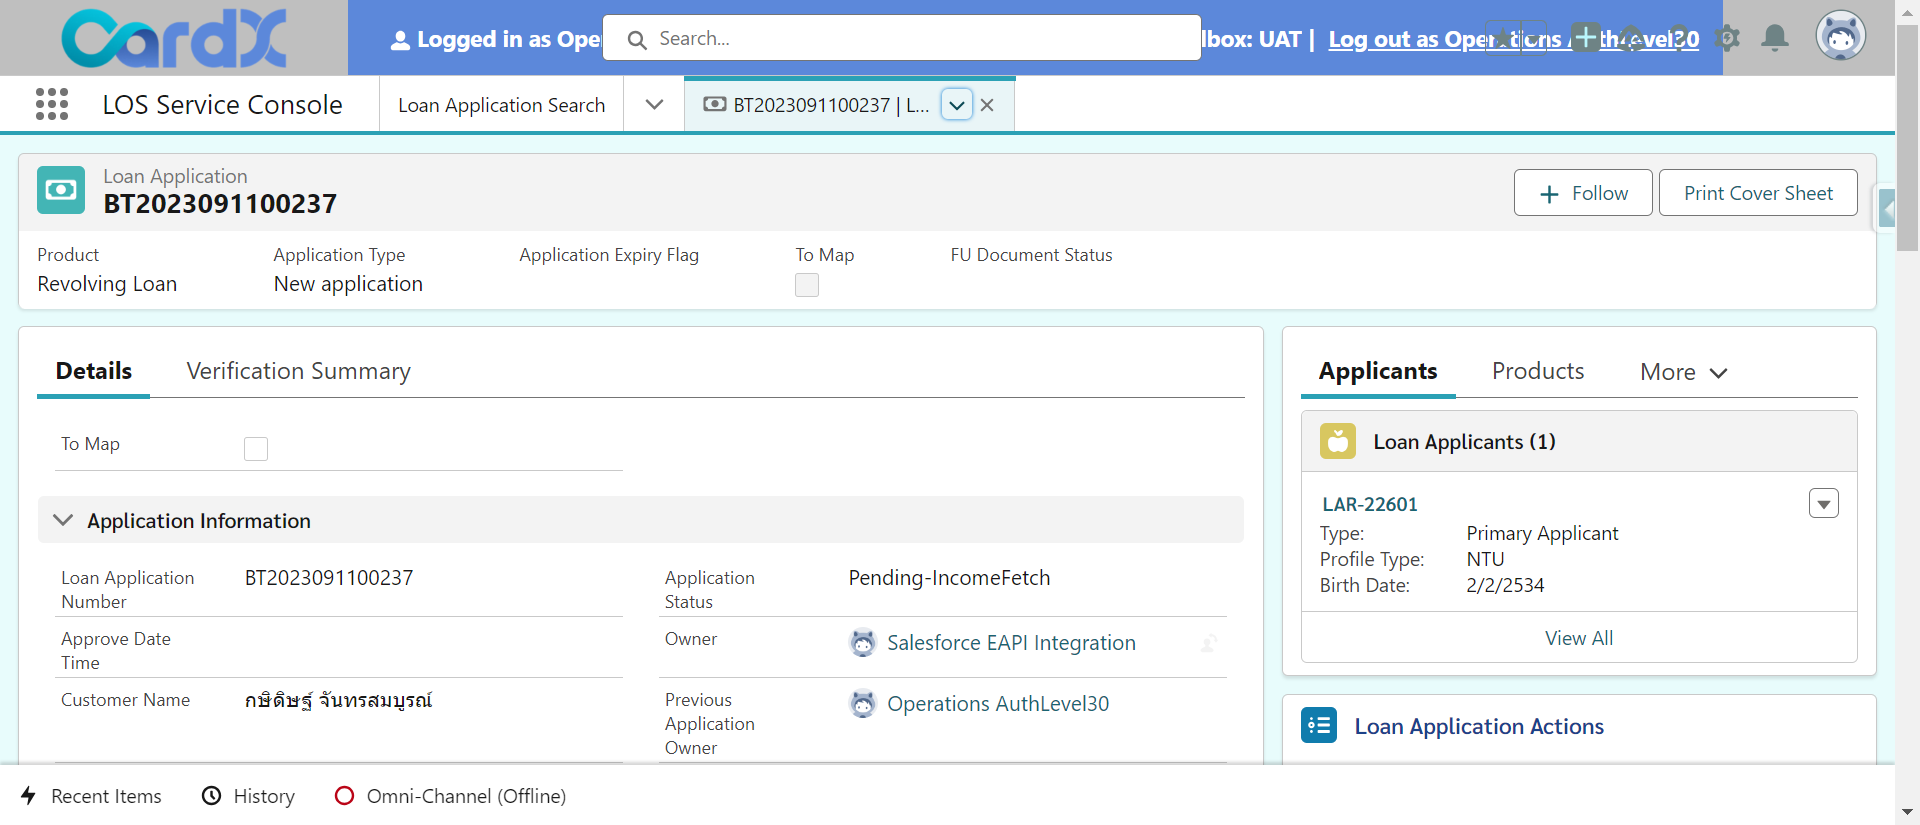 CardX
Logged in as Ope
Search...
lbox: UAT | Log out as Operations AuthLevel30
LOS Service Console
Loan Application Search
BT2023091100237 | L...
Loan Application
BT2023091100237
Follow
Print Cover Sheet
Product
Application Type
Application Expiry Flag
To Map
FU Document Status
Revolving Loan
New application
Details
Verification Summary
Applicants
Products
More
To Map
Loan Applicants (1)
LAR-22601
Type: Primary Applicant
Profile Type: NTU
Birth Date: 2/2/2534
View All
Application Information
Loan Application Number
BT2023091100237
Application Status
Pending-IncomeFetch
Approve Date Time
Owner
Salesforce EAPI Integration
Customer Name
กษิดิษฐ์ จันทรสมบูรณ์
Previous Application Owner
Operations AuthLevel30
Loan Application Actions
Recent Items
History
Omni-Channel (Offline)